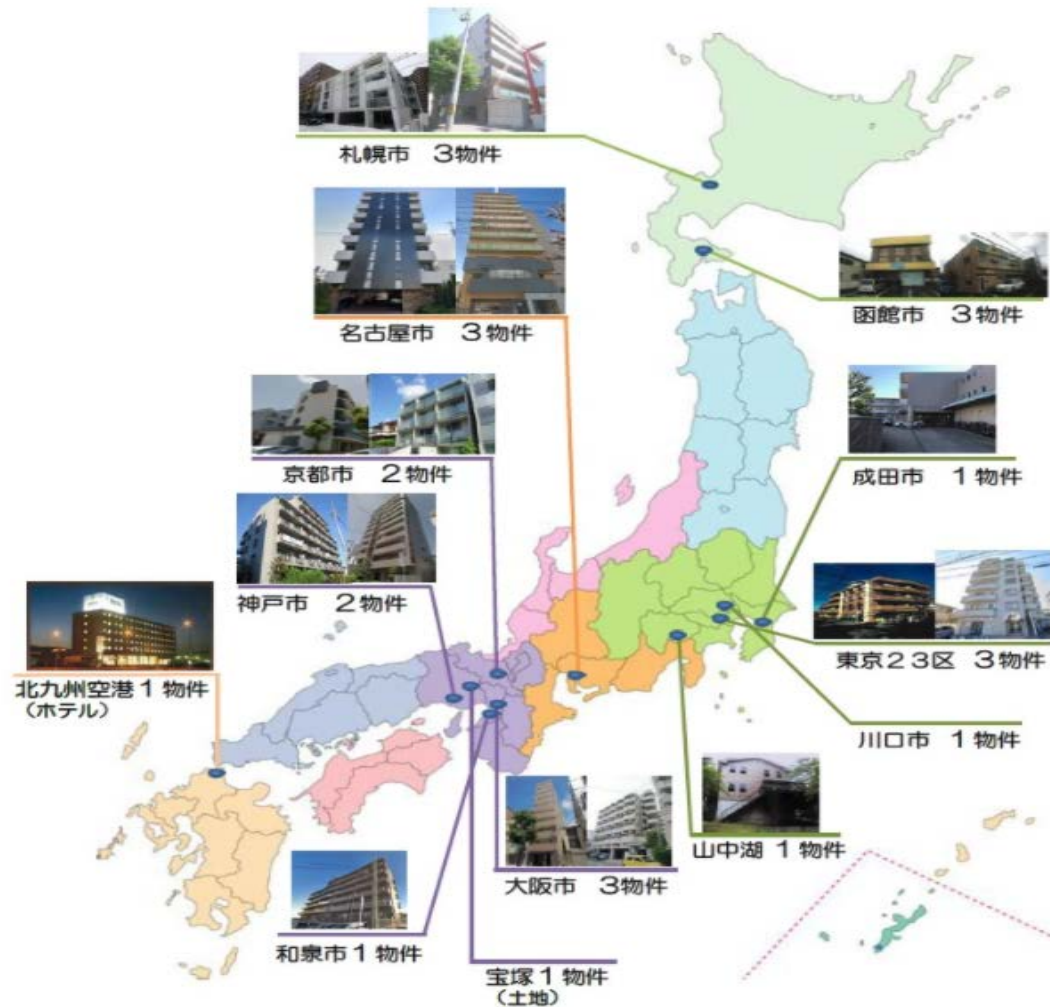 札幌市 3物件
名古屋市 3物件
函館市 3物件
京都市 2物件
成田市 1物件
神戸市 2物件
東京23区 3物件
北九州空港1物件
(ホテル)
川口市 1物件
山中湖 1物件
大阪市 3物件
和泉市1物件
宝塚1物件
(土地)